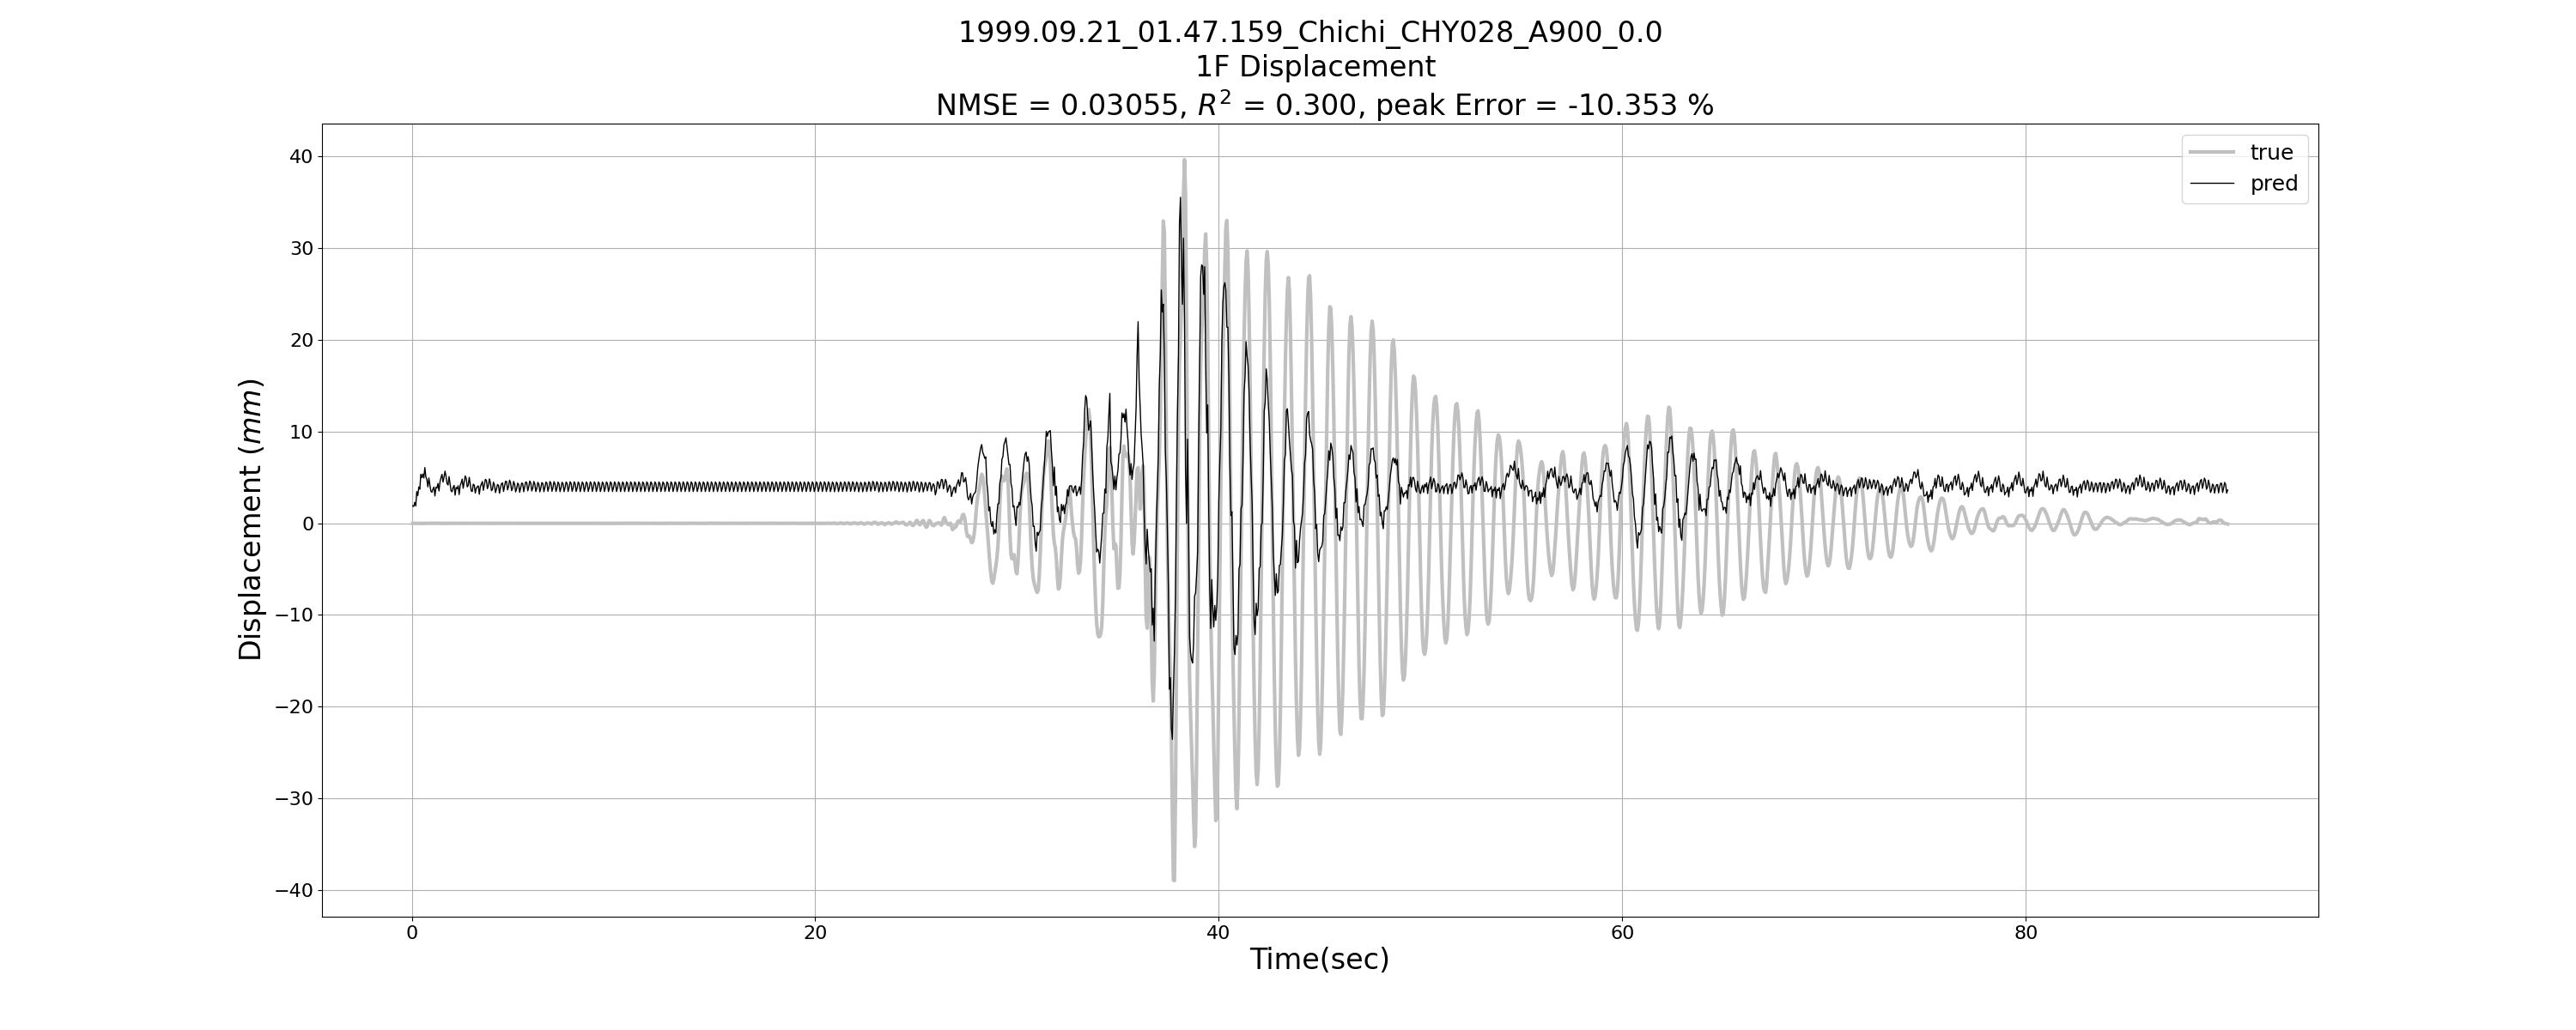 1999.09.21_01.47.159_Chichi_CHY028_A900_0.0
1F Displacement
NMSE = 0.03055, R² = 0.300, peak Error = -10.353 %
true
pred
40
30
20
10
0
−10
−20
−30
−40
Displacement (mm)
0 20 40 60 80
Time(sec)